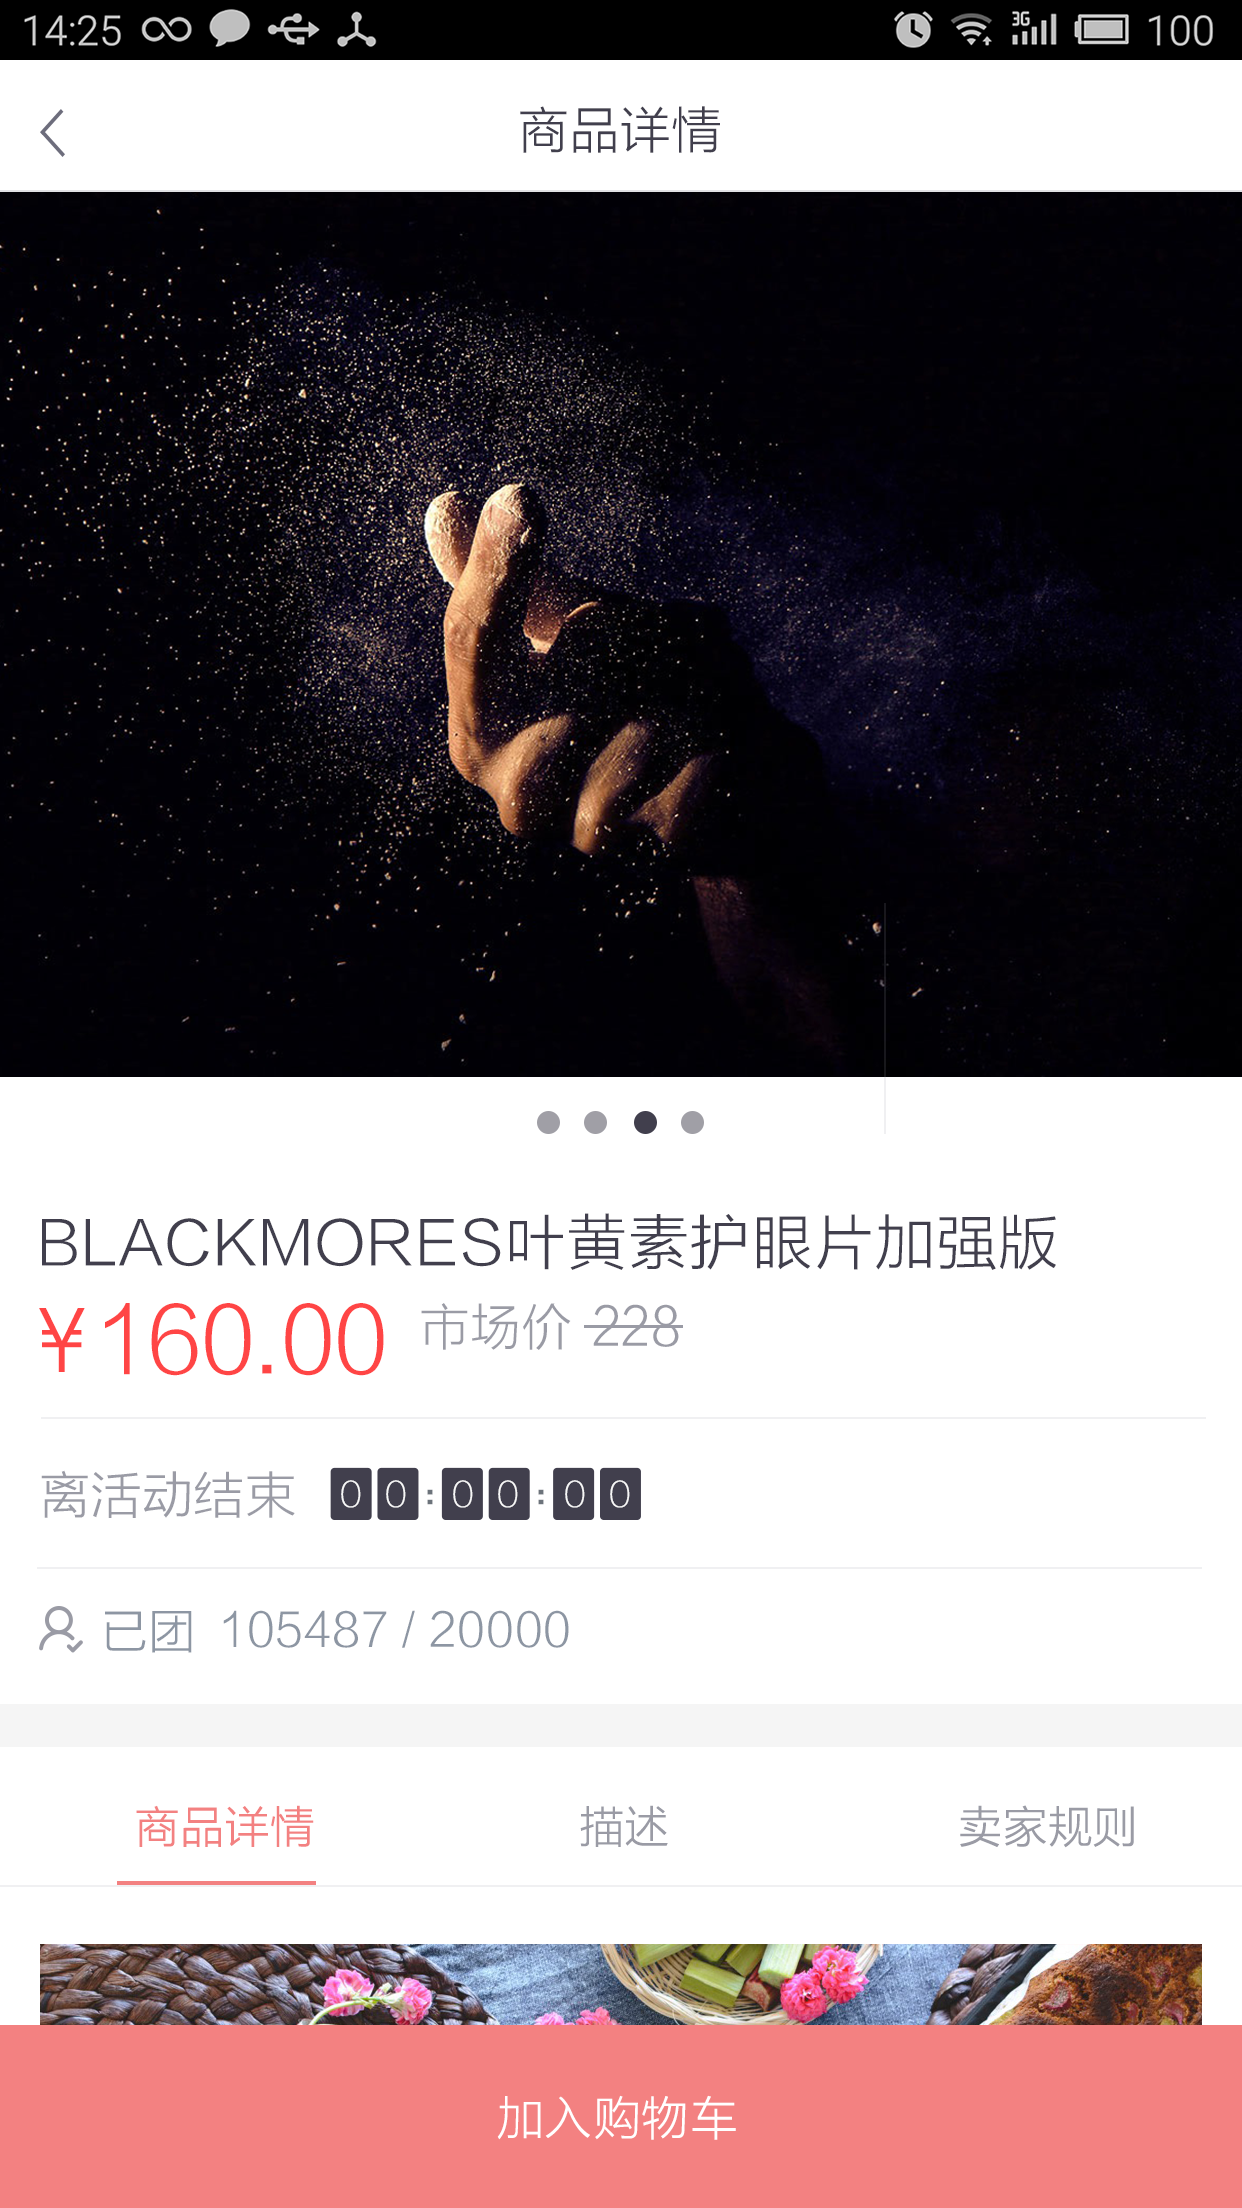 14:25 3G 100
商品详情
BLACKMORES叶黄素护眼片加强版
¥160.00 市场价 228
离活动结束 00:00:00
已团 105487 / 20000
商品详情 描述 卖家规则
加入购物车